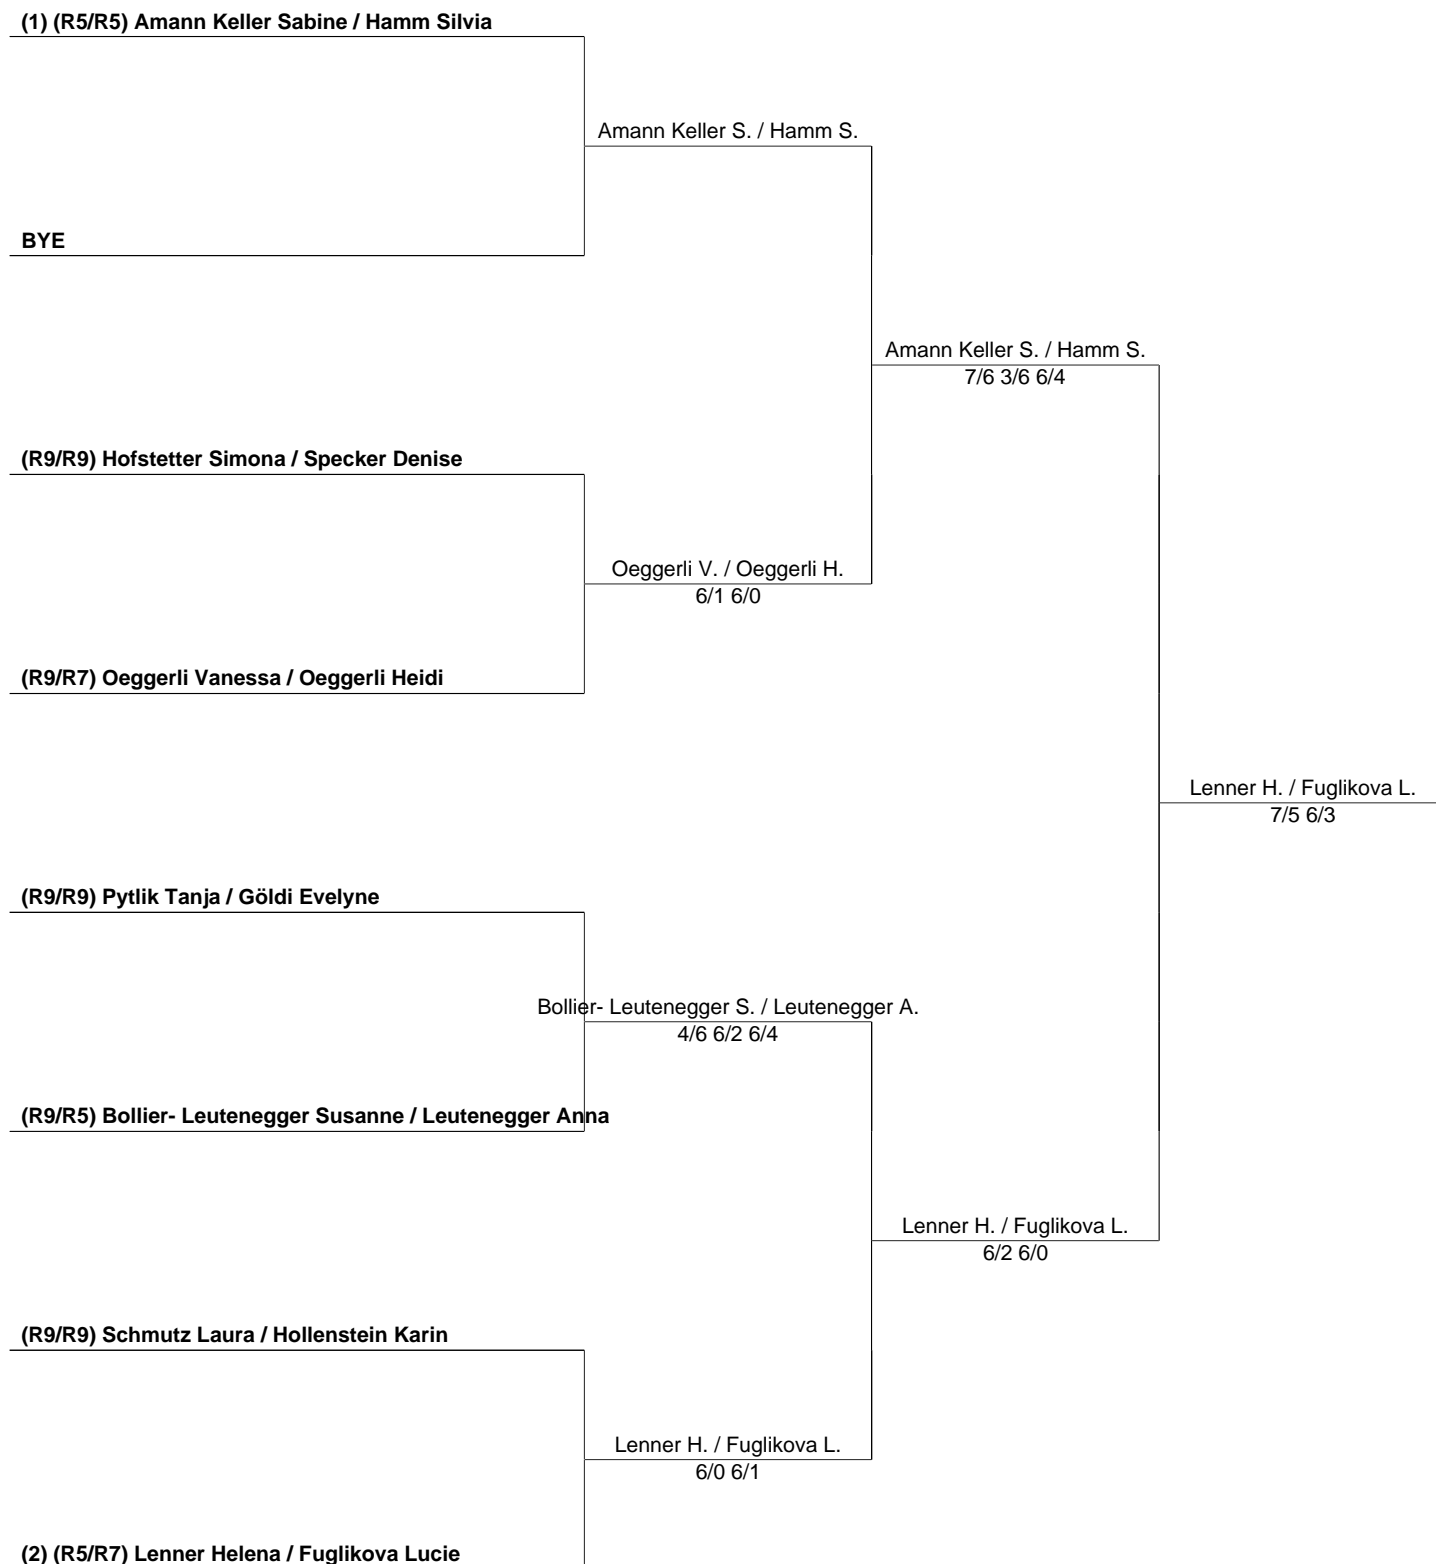 (1) (R5/R5) Amann Keller Sabine / Hamm Silvia
Amann Keller S. / Hamm S.
BYE
Amann Keller S. / Hamm S.
7/6 3/6 6/4
(R9/R9) Hofstetter Simona / Specker Denise
Oeggerli V. / Oeggerli H.
6/1 6/0
(R9/R7) Oeggerli Vanessa / Oeggerli Heidi
Lenner H. / Fuglikova L.
7/5 6/3
(R9/R9) Pytlik Tanja / Göldi Evelyne
Bollier- Leutenegger S. / Leutenegger A.
4/6 6/2 6/4
(R9/R5) Bollier- Leutenegger Susanne / Leutenegger Anna
Lenner H. / Fuglikova L.
6/2 6/0
(R9/R9) Schmutz Laura / Hollenstein Karin
Lenner H. / Fuglikova L.
6/0 6/1
(2) (R5/R7) Lenner Helena / Fuglikova Lucie